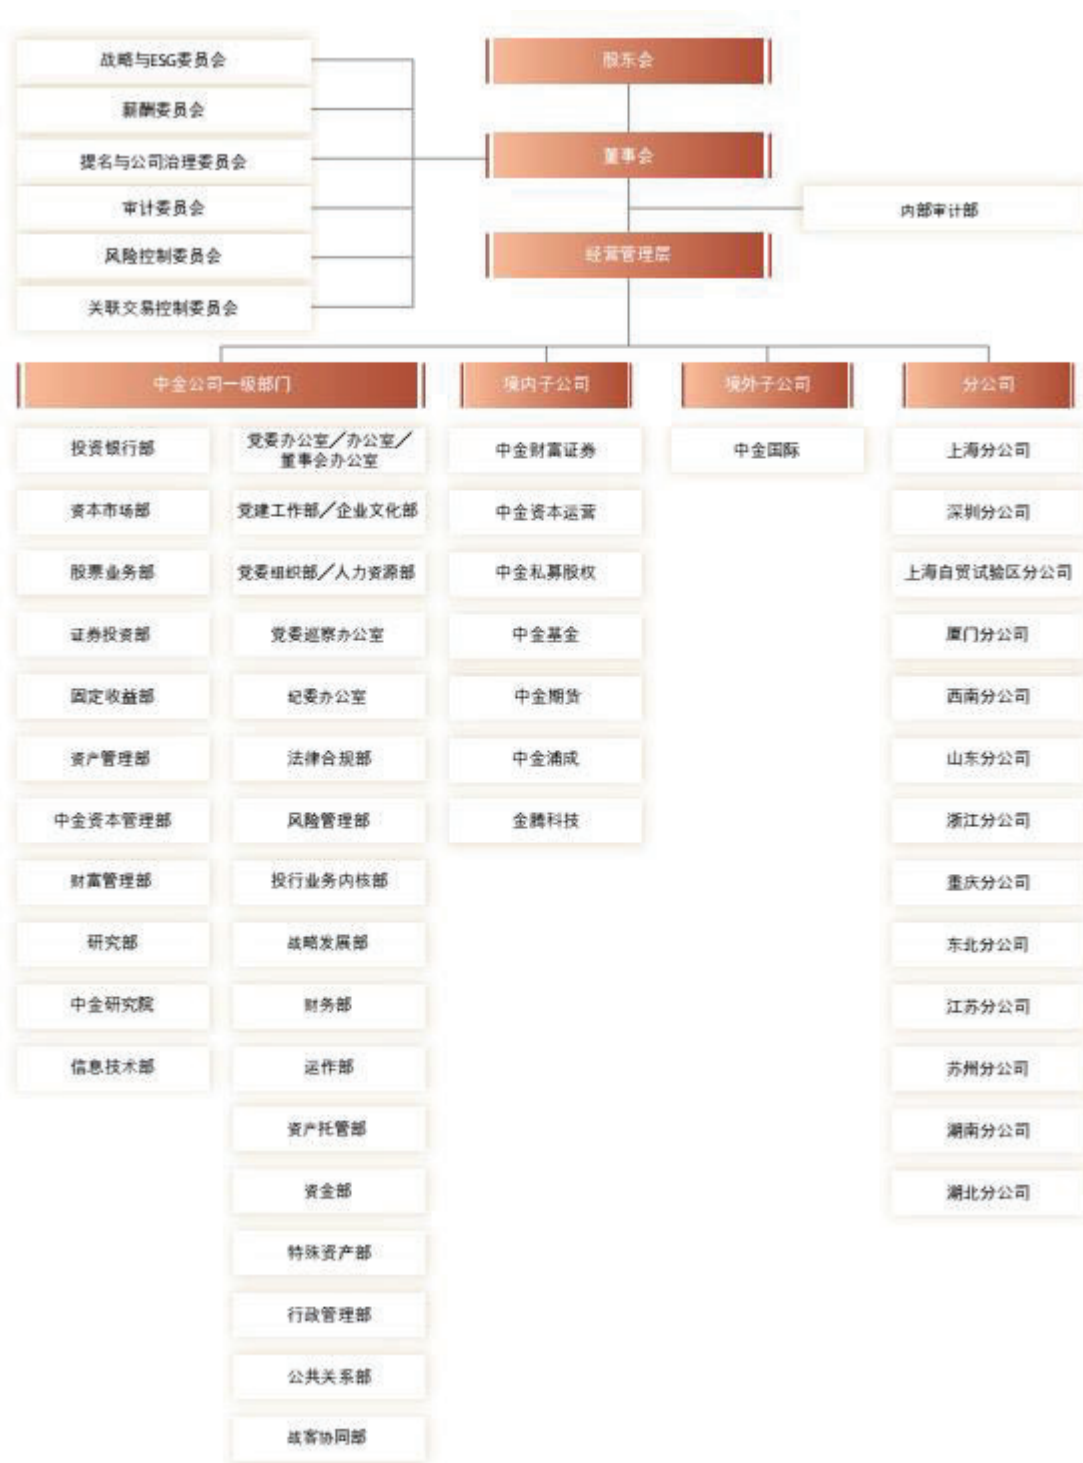 战略与ESG委员会
薪酬委员会
提名与公司治理委员会
审计委员会
风险控制委员会
关联交易控制委员会
股东会
董事会
内部审计部
经营管理层
中金公司一级部门
投资银行部
资本市场部
股票业务部
证券投资部
固定收益部
资产管理部
中金资本管理部
财富管理部
研究部
中金研究院
信息技术部
党委办公室／办公室／
董事会办公室
党建工作部／企业文化部
党委组织部／人力资源部
党委巡察办公室
纪委办公室
法律合规部
风险管理部
投行业务内核部
战略发展部
财务部
运作部
资产托管部
资金部
特殊资产部
行政管理部
公共关系部
战客协同部
境内子公司
中金财富证券
中金资本运营
中金私募股权
中金基金
中金期货
中金浦成
金腾科技
境外子公司
中金国际
分公司
上海分公司
深圳分公司
上海自贸试验区分公司
厦门分公司
西南分公司
山东分公司
浙江分公司
重庆分公司
东北分公司
江苏分公司
苏州分公司
湖南分公司
湖北分公司